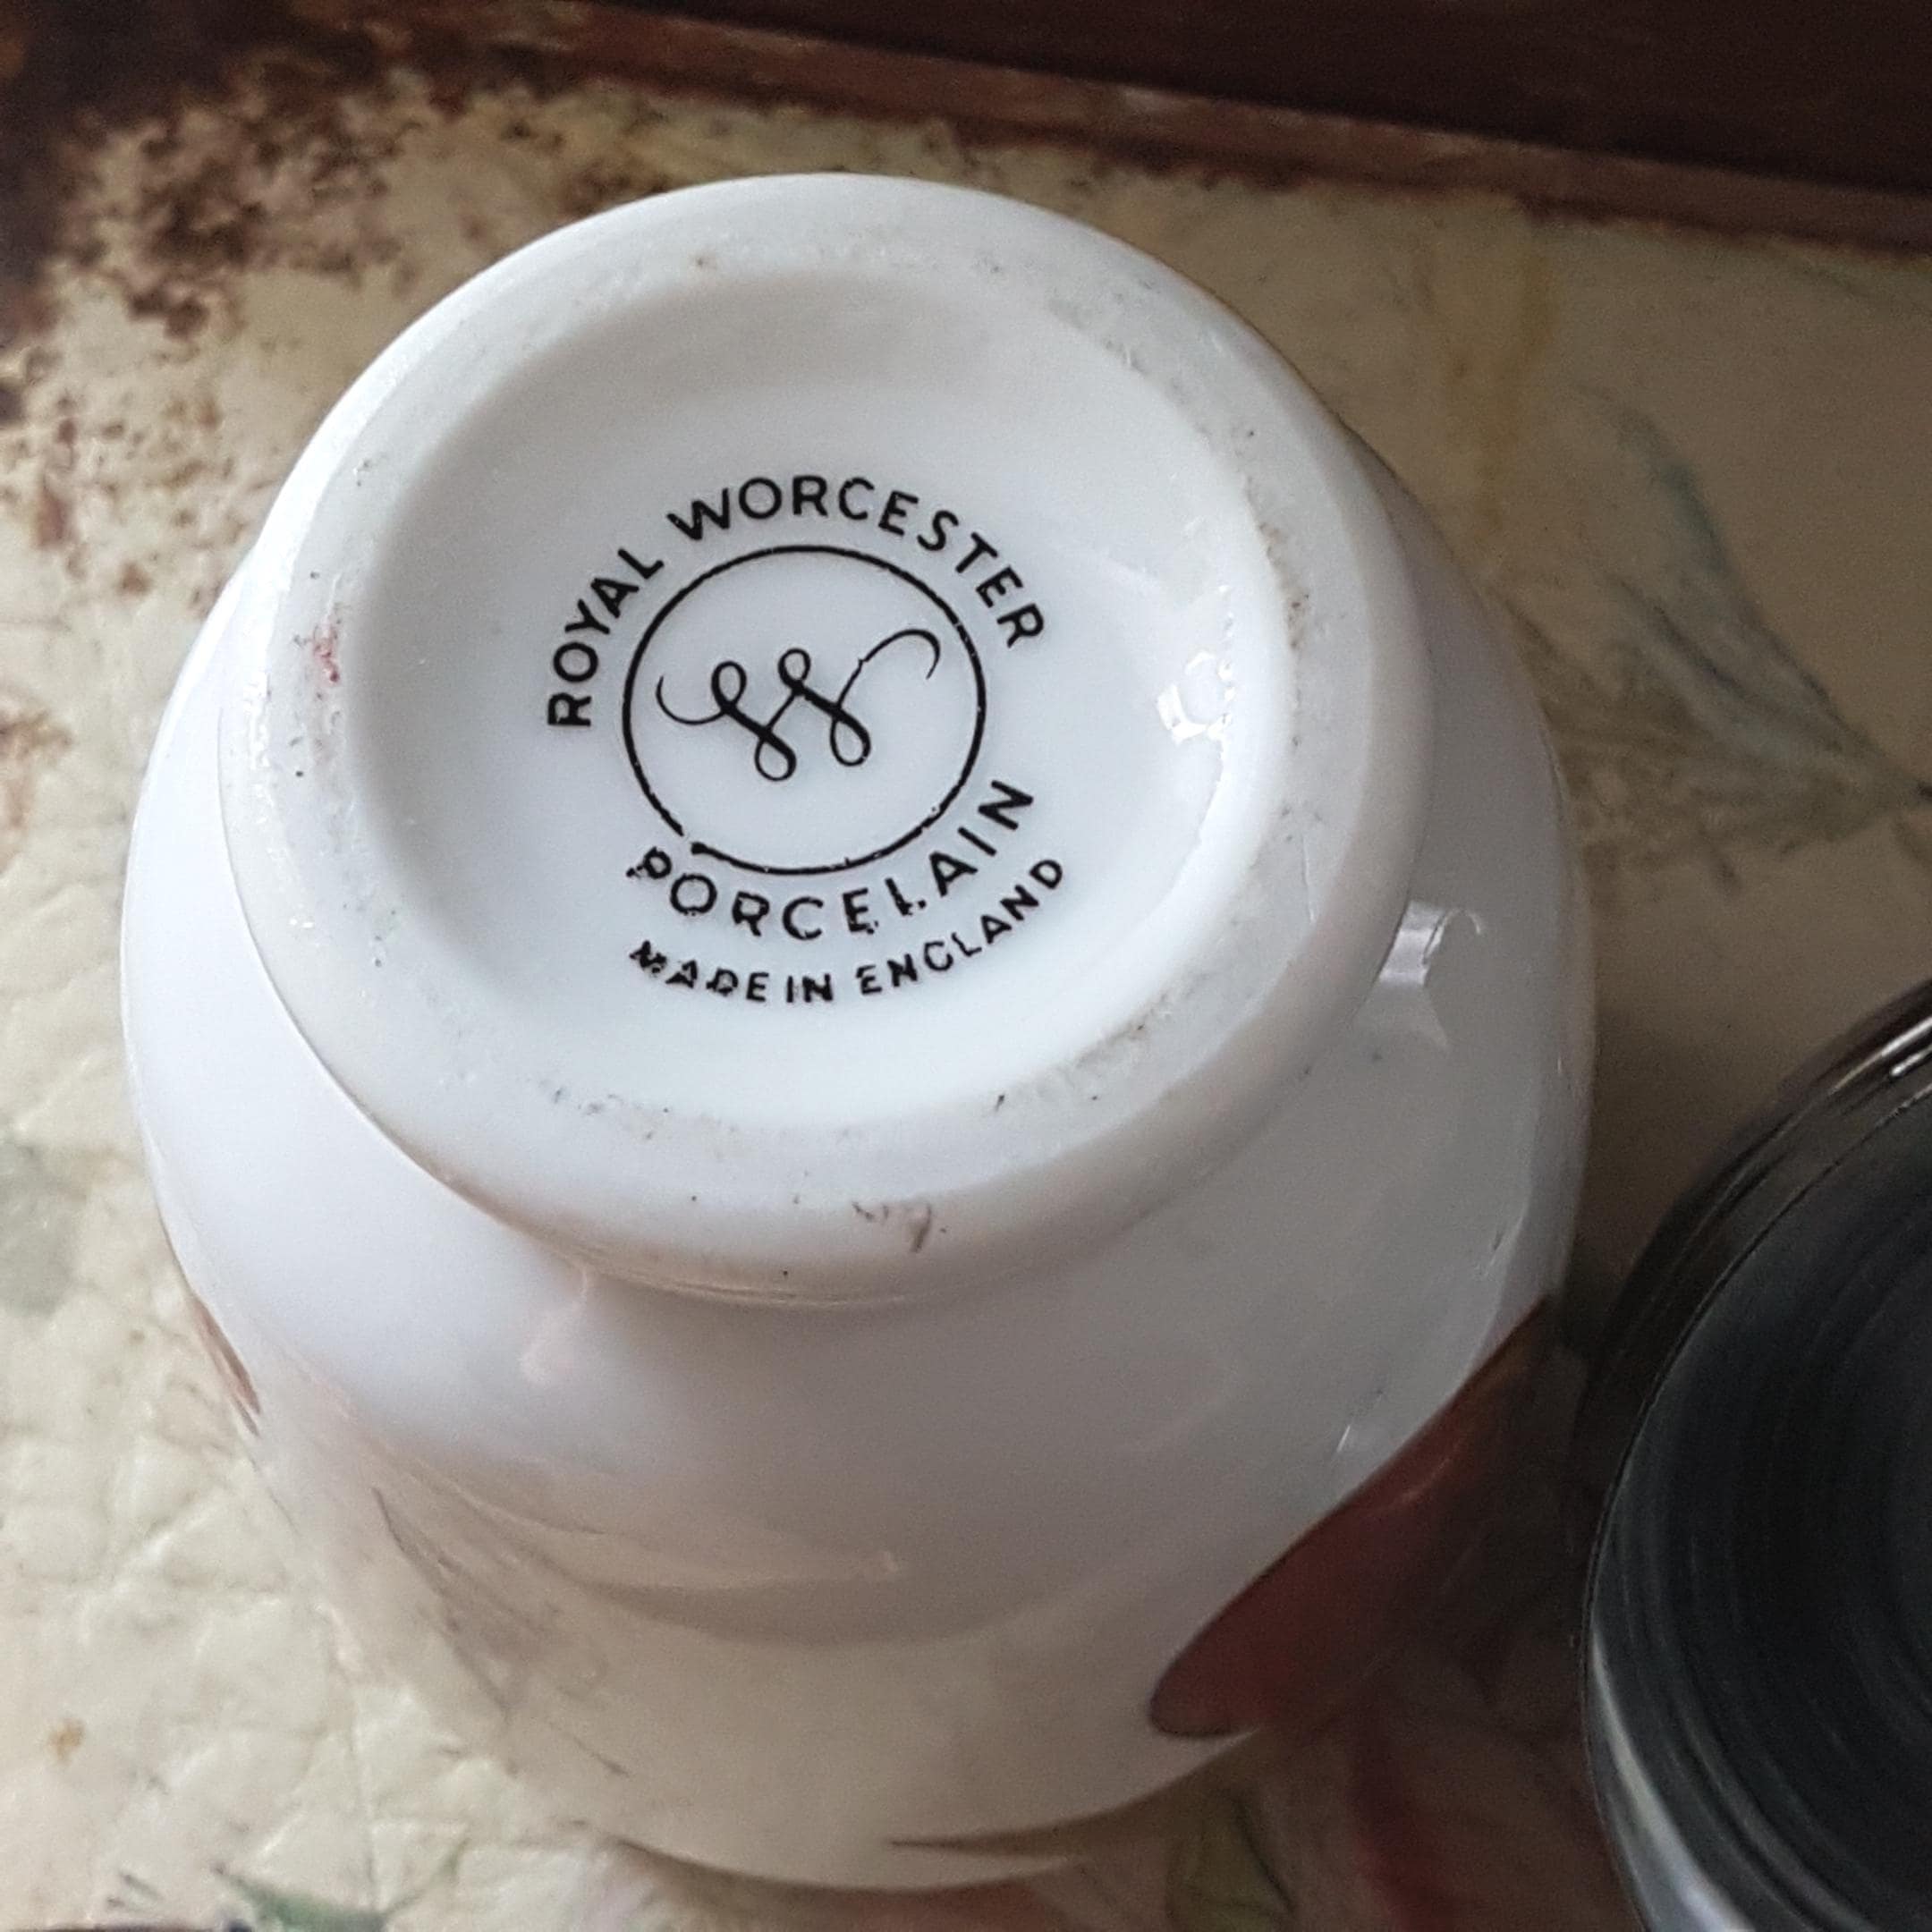 ROYAL WORCESTER
W
PORCELAIN
MADE IN ENGLAND